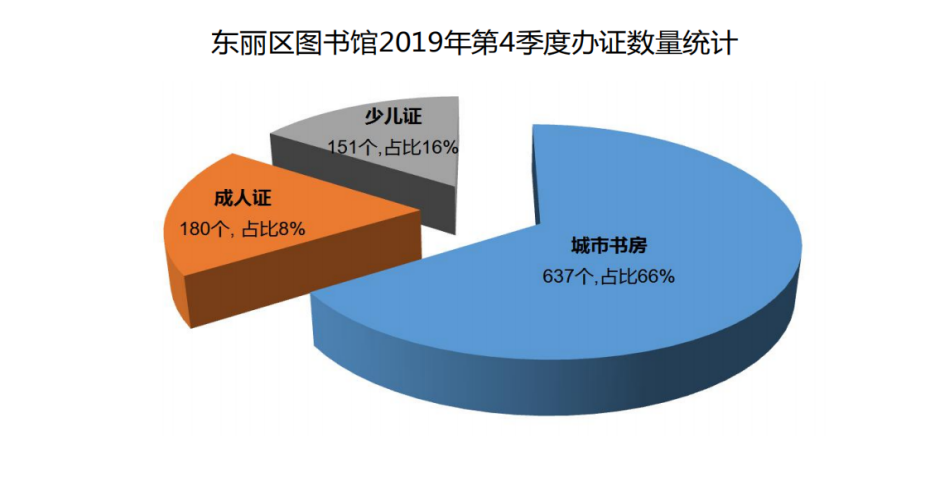 东丽区图书馆2019年第4季度办证数量统计
少儿证
151个,占比16%
成人证
180个, 占比8%
城市书房
637个,占比66%